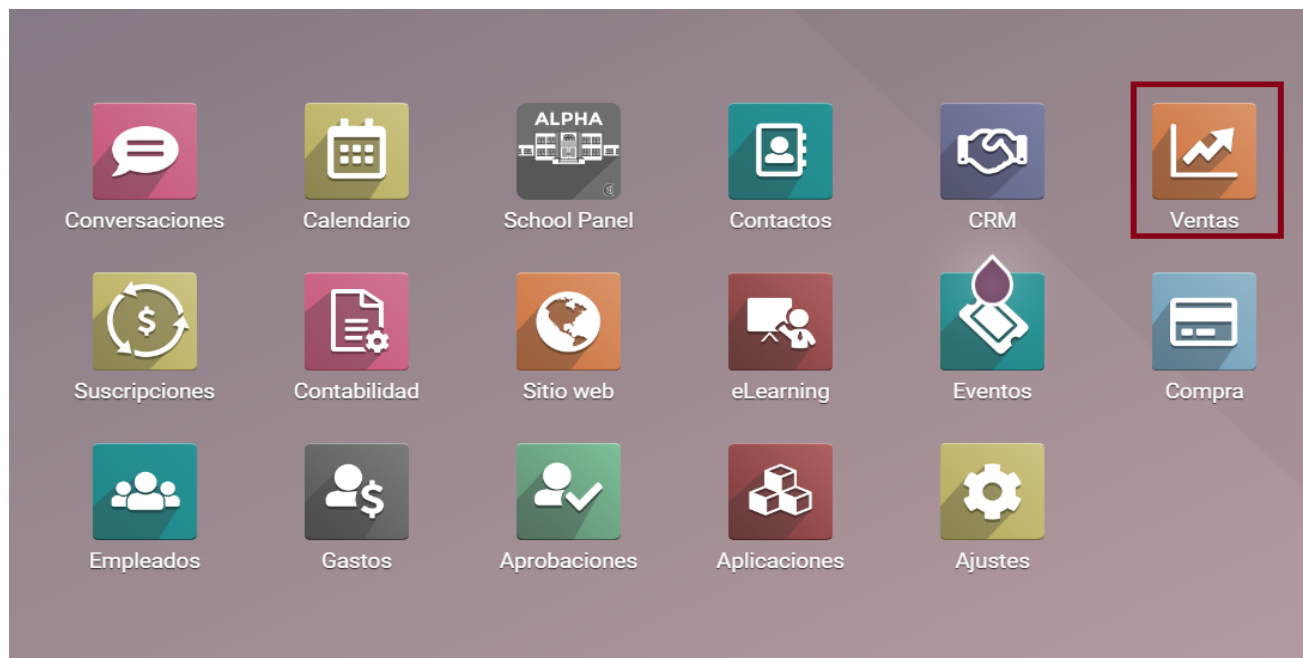 ALPHA
Conversaciones
Calendario
School Panel
Contactos
CRM
Ventas
$
Suscripciones
Contabilidad
Sitio web
eLearning
Eventos
Compra
$
Empleados
Gastos
Aprobaciones
Aplicaciones
Ajustes